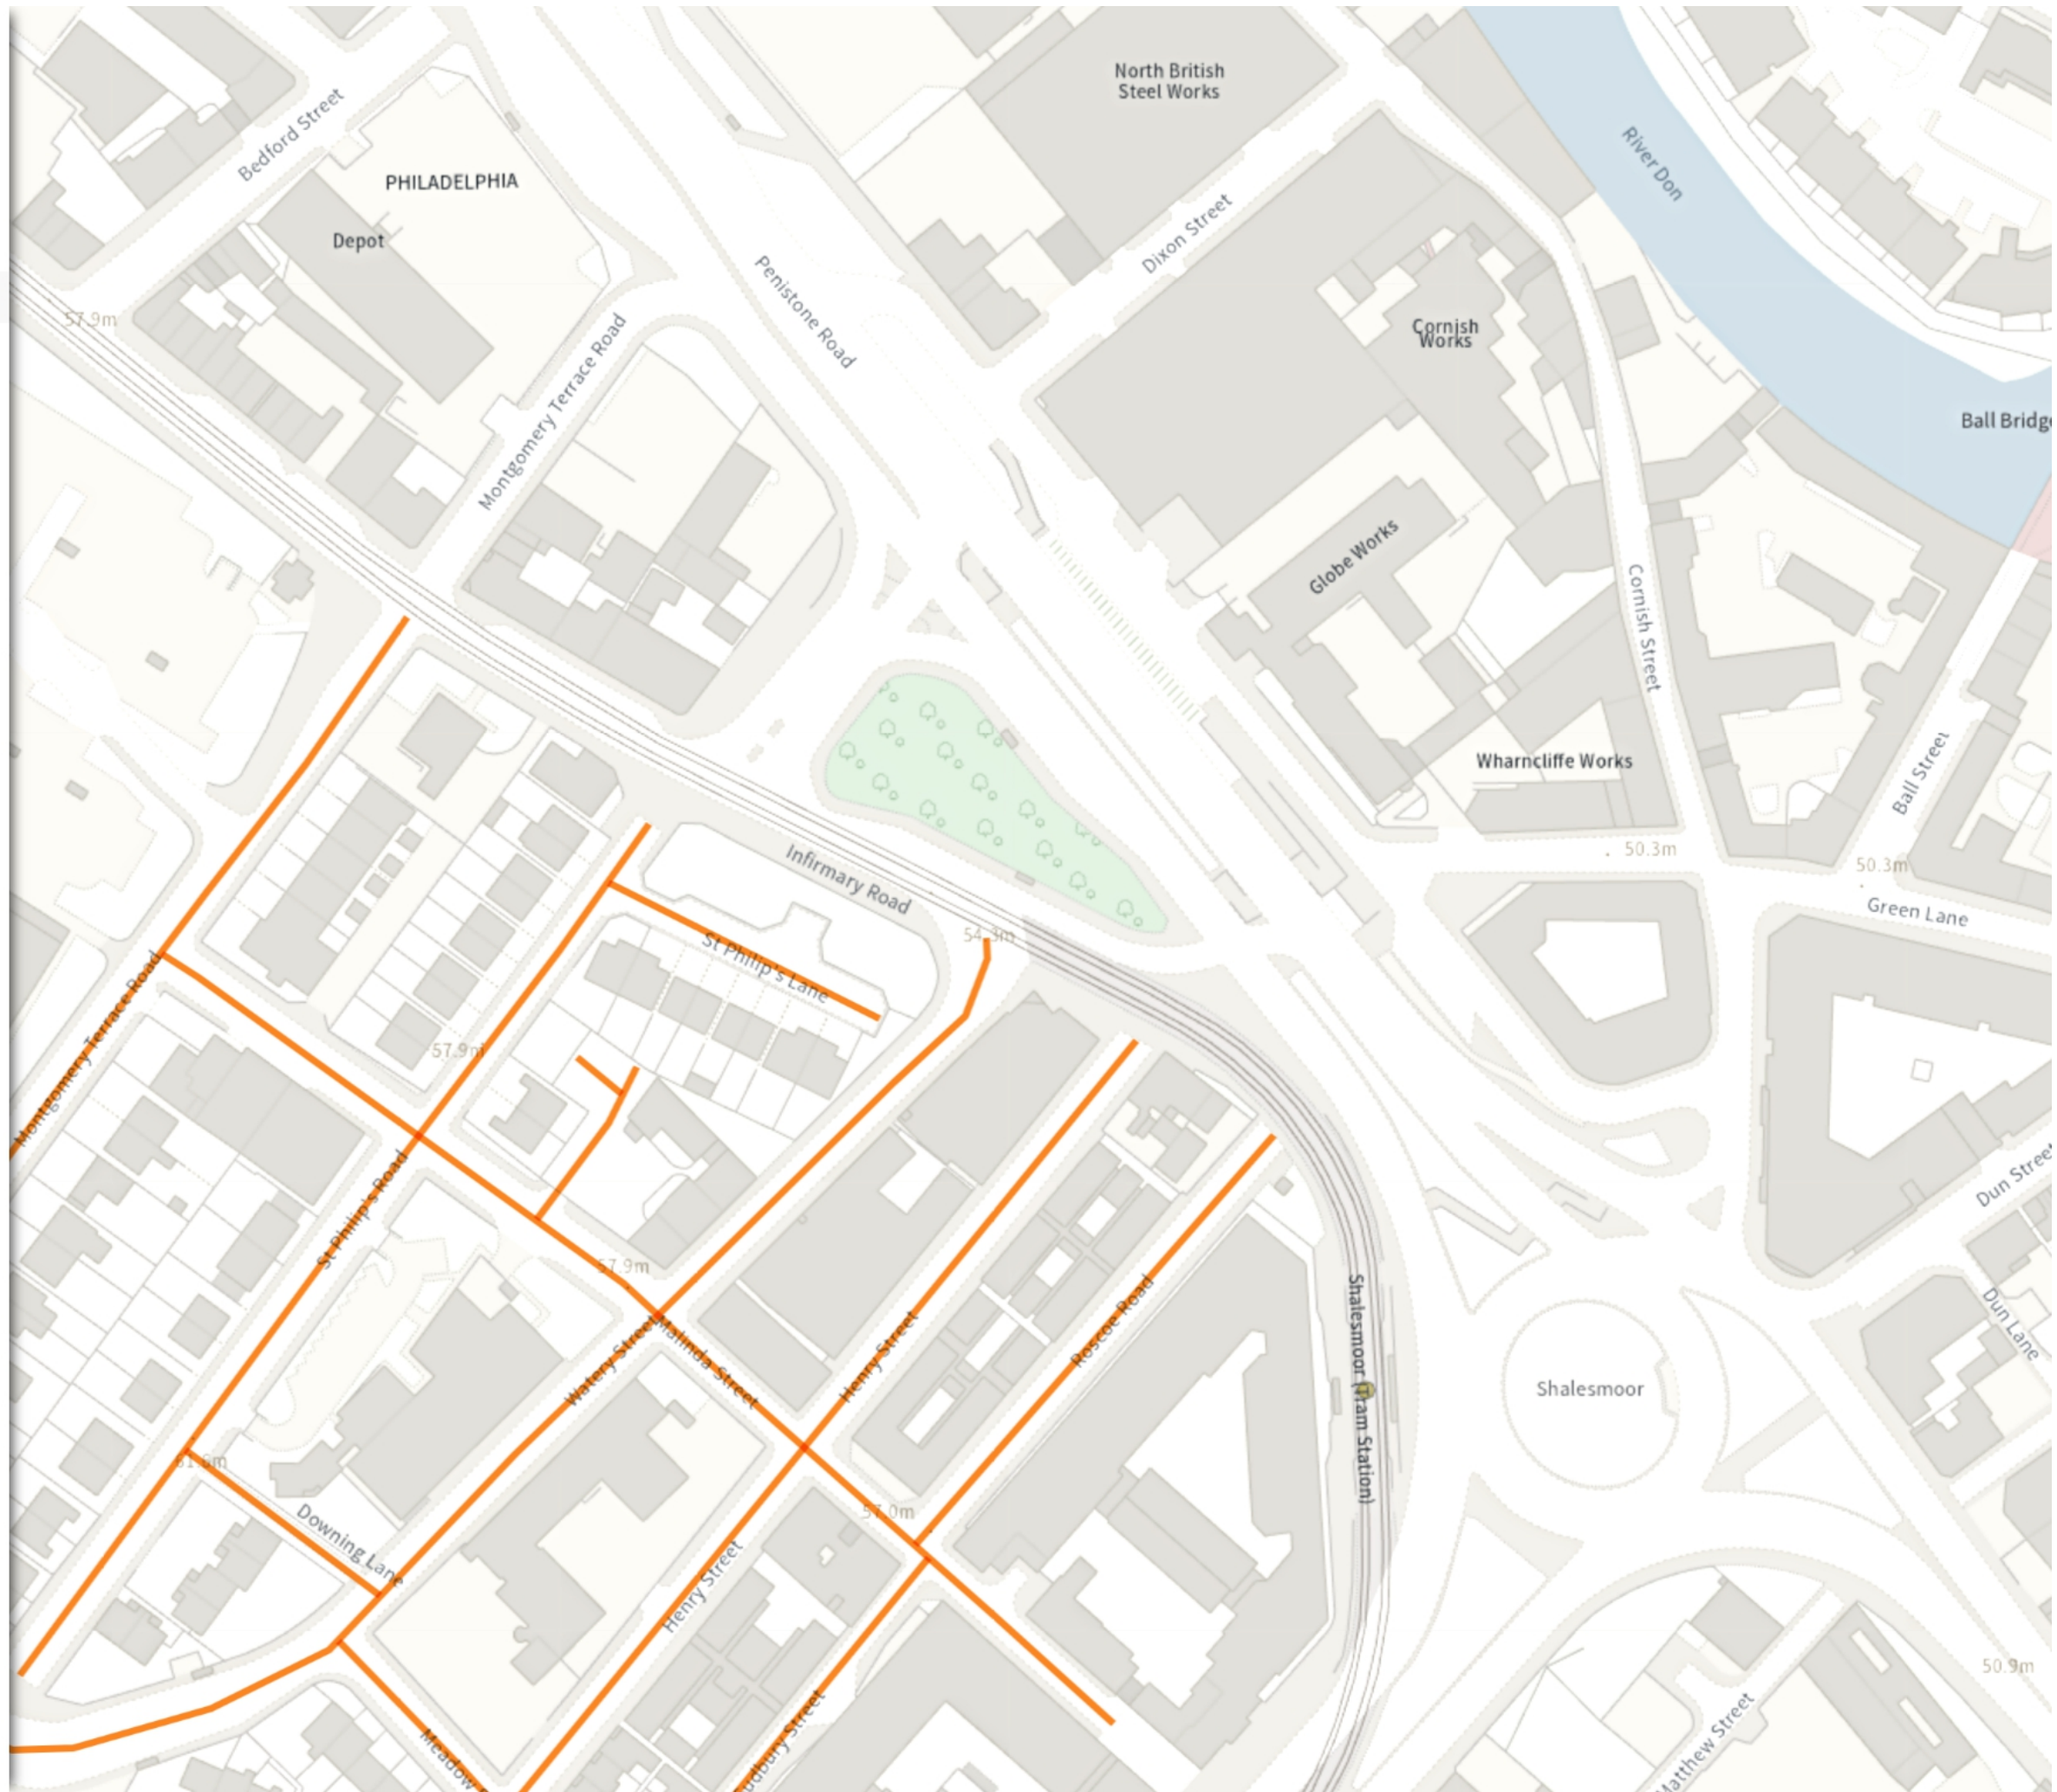 North British
Steel Works
Bedford Street
River Don
PHILADELPHIA
Depot
Dixon Street
57.9m
Penistone Road
Cornish
Works
Montgomery Terrace Road
Ball Bridge
Globe Works
Cornish Street
Wharncliffe Works
Ball Street
50.3m
50.3m
Infirmary Road
Green Lane
St Philip's Lane
54.3m
Montgomery Terrace Road
57.9m
Dun Street
St Philip's Road
57.9m
Dun Lane
Roscoe Road
Henry Street
Malinda Street
Watery Street
Shalesmoor (Tram Station)
Shalesmoor
61.6m
57.0m
Downing Lane
Henry Street
50.9m
Meadow
udbury Street
Matthew Street